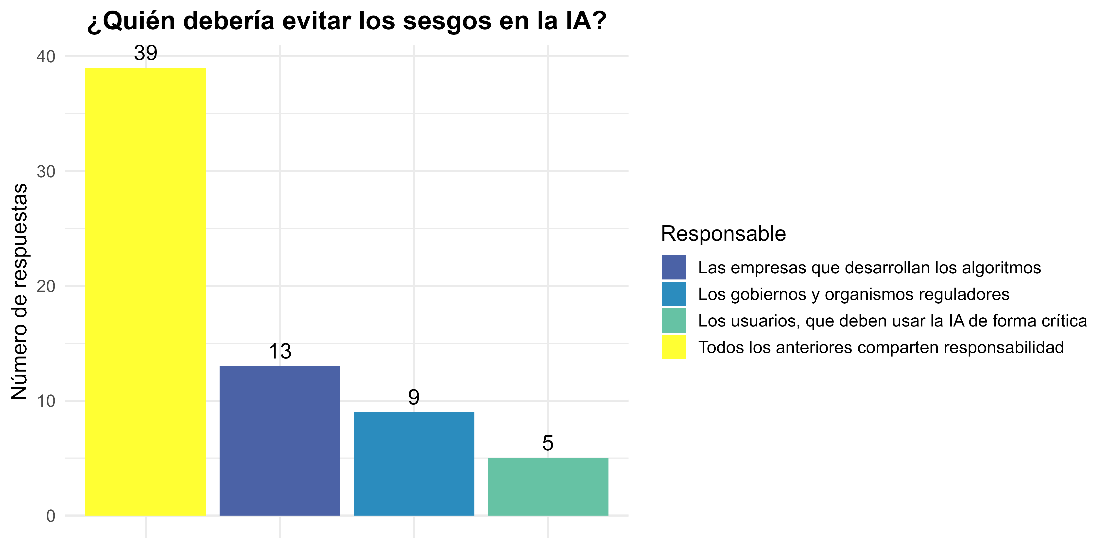 ¿Quién debería evitar los sesgos en la IA?
Número de respuestas
40
30
20
10
0
39
13
9
5
Responsable
Las empresas que desarrollan los algoritmos
Los gobiernos y organismos reguladores
Los usuarios, que deben usar la IA de forma crítica
Todos los anteriores comparten responsabilidad